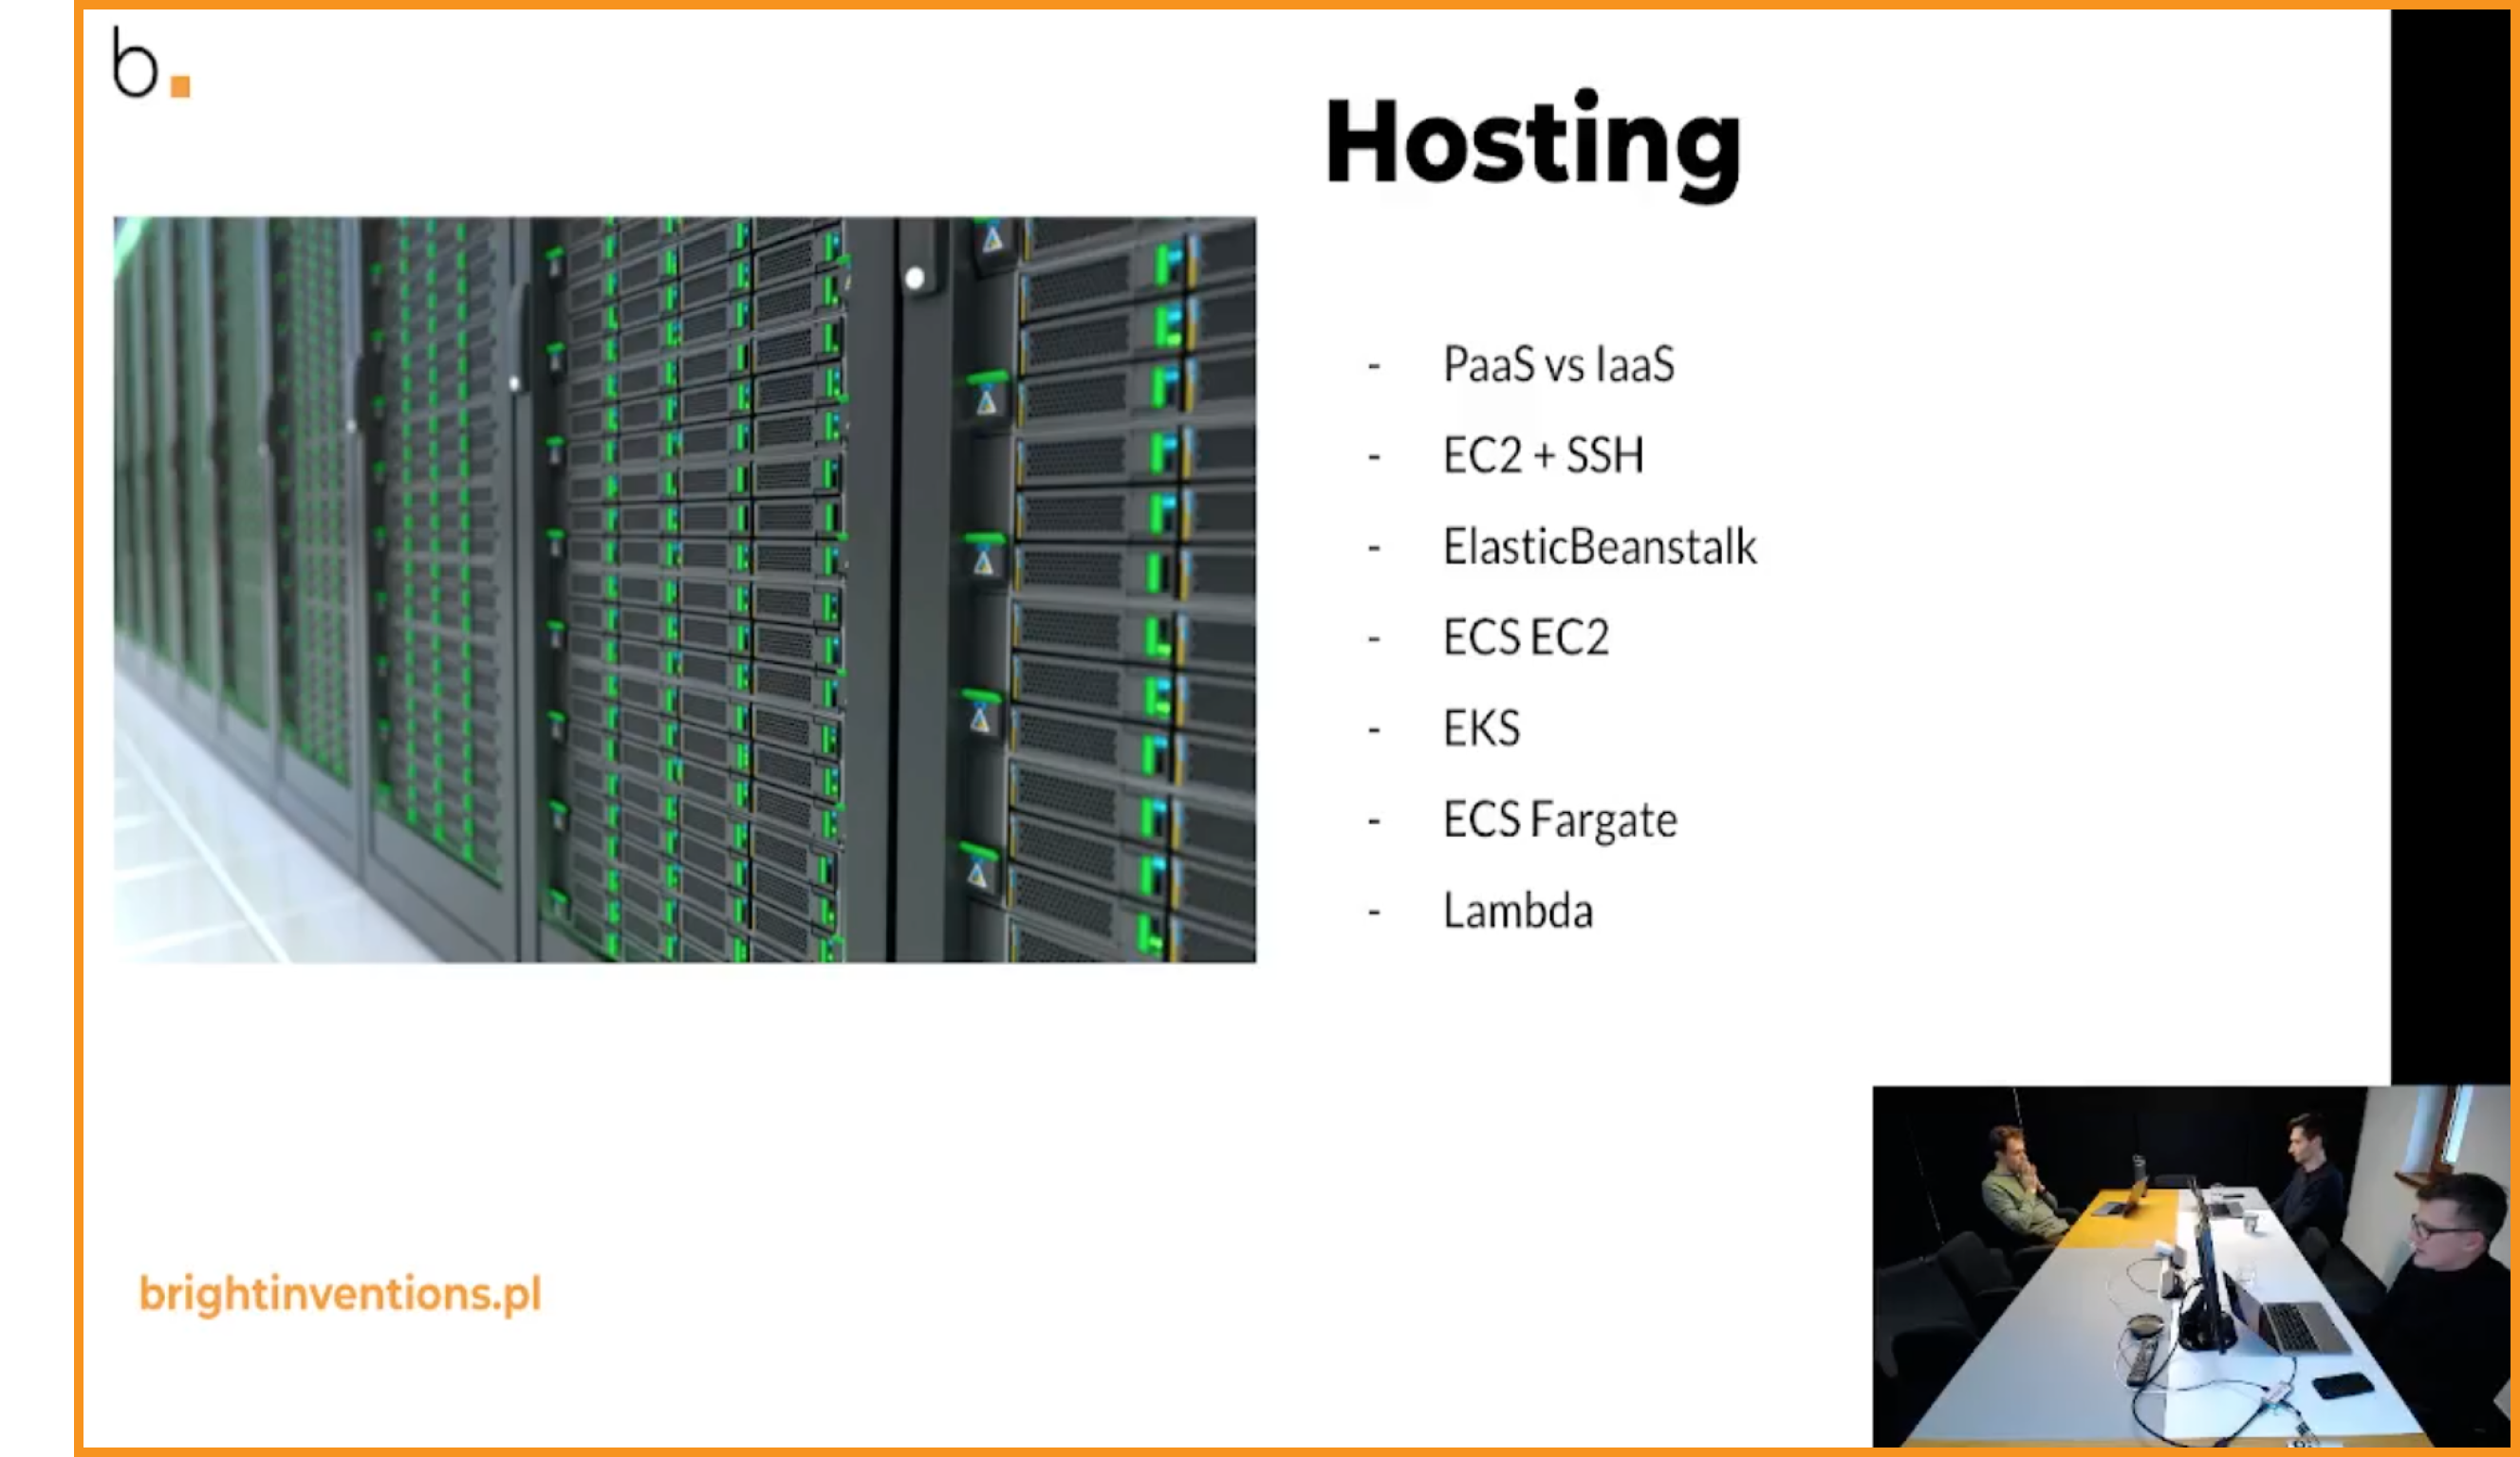 b.
Hosting
- PaaS vs IaaS
- EC2 + SSH
- ElasticBeanstalk
- ECS EC2
- EKS
- ECS Fargate
- Lambda
brightinventions.pl